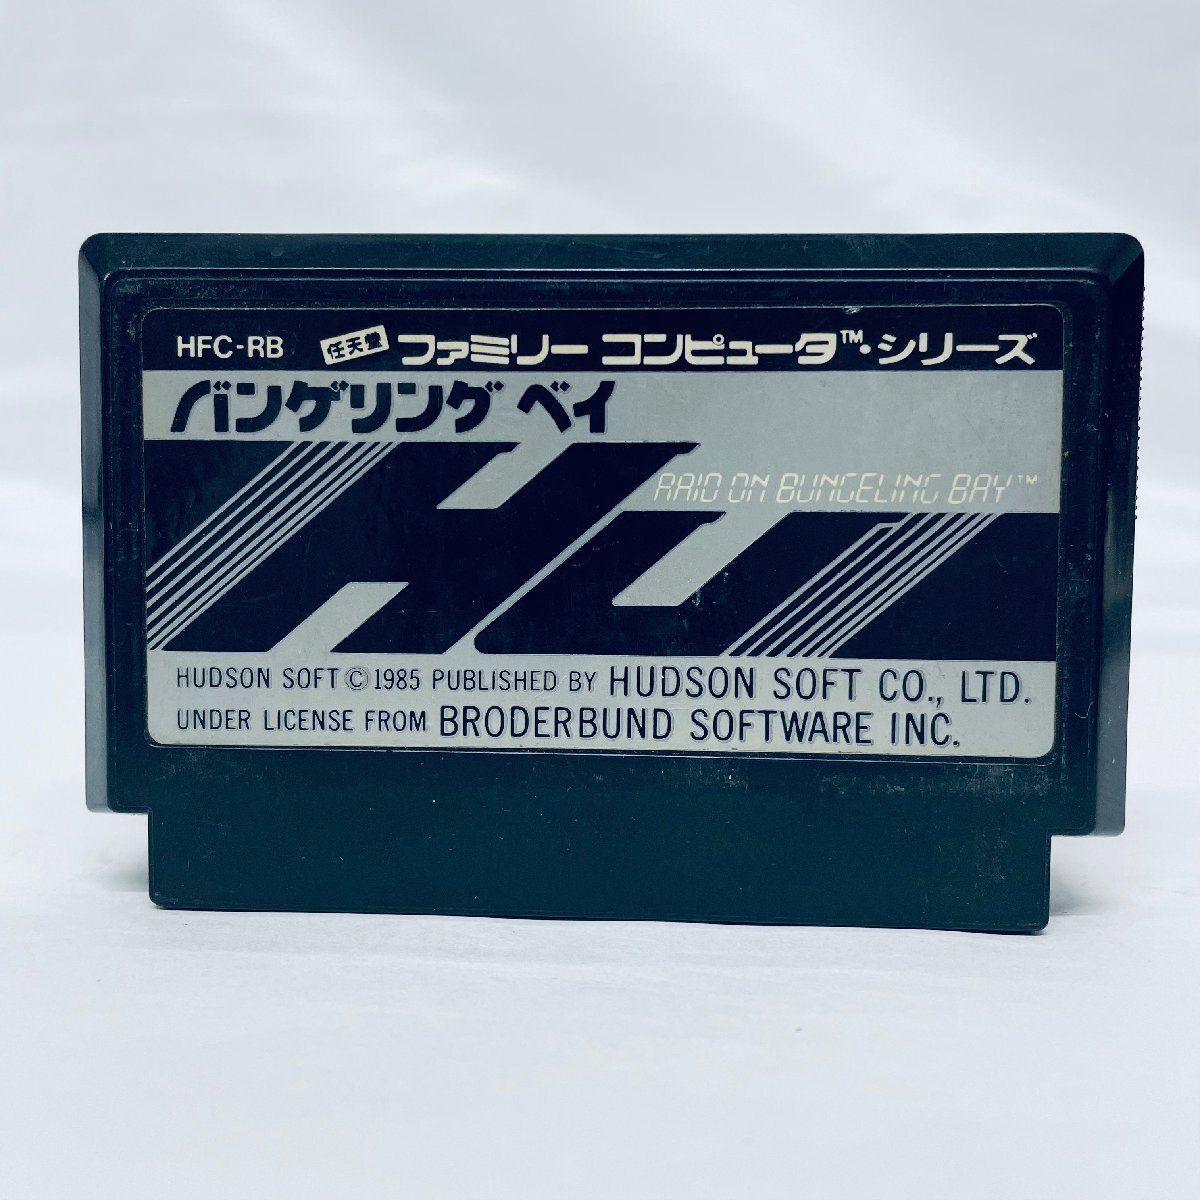 HFC-RB 任天堂 ファミリー コンピュータ™・シリーズ
バンゲリング ベイ
HU
RAID ON BUNGELING BAY™
HUDSON SOFT © 1985 PUBLISHED BY HUDSON SOFT CO., LTD.
UNDER LICENSE FROM BRODERBUND SOFTWARE INC.